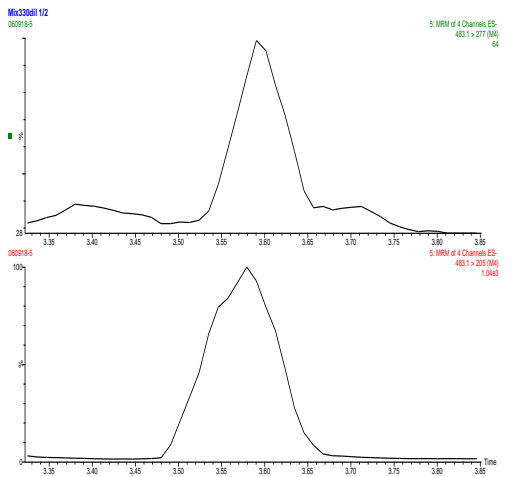 Mix330dil 1/2
060918-5
5: MRM of 4 Channels ES-
483.1 > 277 (M4)
64
%
28
3.35 3.40 3.45 3.50 3.55 3.60 3.65 3.70 3.75 3.80 3.85
060918-5
5: MRM of 4 Channels ES-
483.1 > 205 (M4)
1.04e3
100
%
0
3.35 3.40 3.45 3.50 3.55 3.60 3.65 3.70 3.75 3.80 3.85 Time